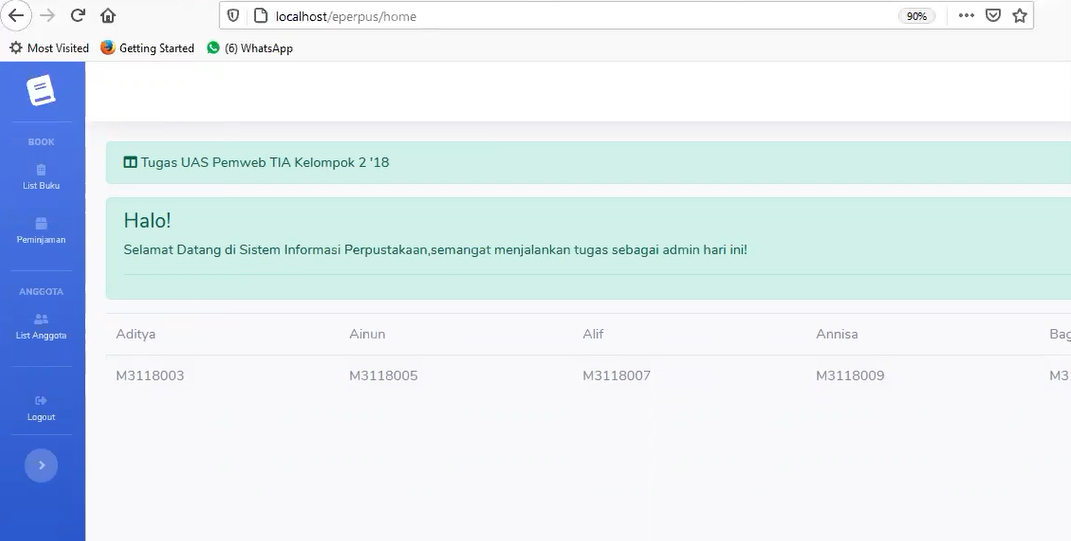 localhost/eperpus/home
90%
Most Visited
Getting Started
(6) WhatsApp
BOOK
List Buku
Peminjaman
ANGGOTA
List Anggota
Logout
Tugas UAS Pemweb TIA Kelompok 2 '18
Halo!
Selamat Datang di Sistem Informasi Perpustakaan,semangat menjalankan tugas sebagai admin hari ini!
Aditya Ainun Alif Annisa Bag
M3118003 M3118005 M3118007 M3118009 M3